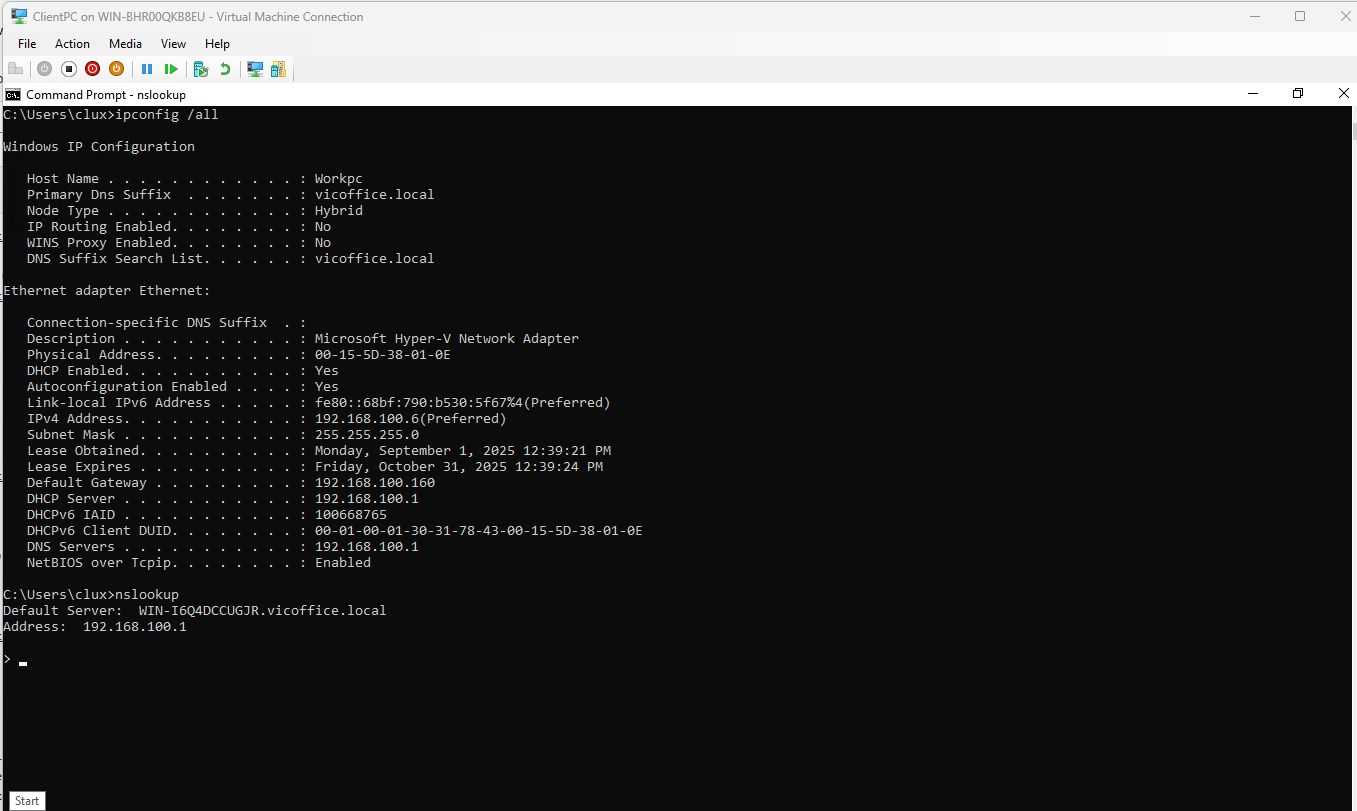 ClientPC on WIN-BHR00QKB8EU - Virtual Machine Connection
File Action Media View Help
Command Prompt - nslookup
C:\Users\clux>ipconfig /all
Windows IP Configuration
Host Name . . . . . . . . . . . . : Workpc
Primary Dns Suffix . . . . . . . : vicoffice.local
Node Type . . . . . . . . . . . . : Hybrid
IP Routing Enabled. . . . . . . . : No
WINS Proxy Enabled. . . . . . . . : No
DNS Suffix Search List. . . . . . : vicoffice.local
Ethernet adapter Ethernet:
Connection-specific DNS Suffix . :
Description . . . . . . . . . . . : Microsoft Hyper-V Network Adapter
Physical Address. . . . . . . . . : 00-15-5D-38-01-0E
DHCP Enabled. . . . . . . . . . . : Yes
Autoconfiguration Enabled . . . . : Yes
Link-local IPv6 Address . . . . . : fe80::68bf:790:b530:5f67%4(Preferred)
IPv4 Address. . . . . . . . . . . : 192.168.100.6(Preferred)
Subnet Mask . . . . . . . . . . . : 255.255.255.0
Lease Obtained. . . . . . . . . . : Monday, September 1, 2025 12:39:21 PM
Lease Expires . . . . . . . . . . : Friday, October 31, 2025 12:39:24 PM
Default Gateway . . . . . . . . . : 192.168.100.160
DHCP Server . . . . . . . . . . . : 192.168.100.1
DHCPv6 IAID . . . . . . . . . . . : 100668765
DHCPv6 Client DUID. . . . . . . . : 00-01-00-01-30-31-78-43-00-15-5D-38-01-0E
DNS Servers . . . . . . . . . . . : 192.168.100.1
NetBIOS over Tcpip. . . . . . . . : Enabled
C:\Users\clux>nslookup
Default Server: WIN-I6Q4DCCUGJR.vicoffice.local
Address: 192.168.100.1
>
Start